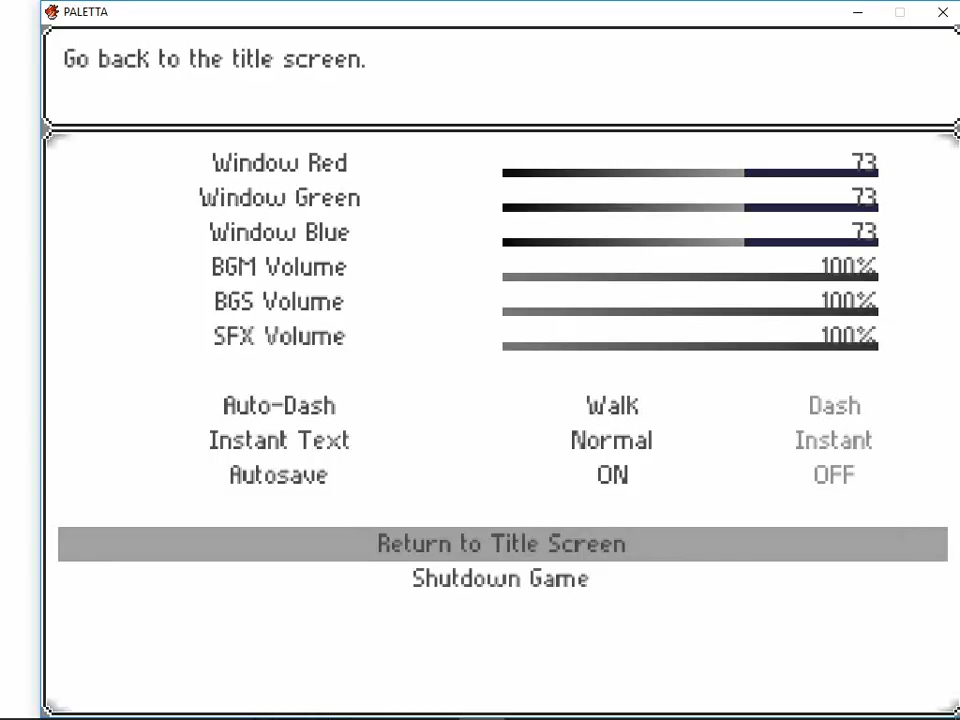 PALETTA
Go back to the title screen.
Window Red 73
Window Green 73
Window Blue 73
BGM Volume 100%
BGS Volume 100%
SFX Volume 100%
Auto-Dash Walk Dash
Instant Text Normal Instant
Autosave ON OFF
Return to Title Screen
Shutdown Game